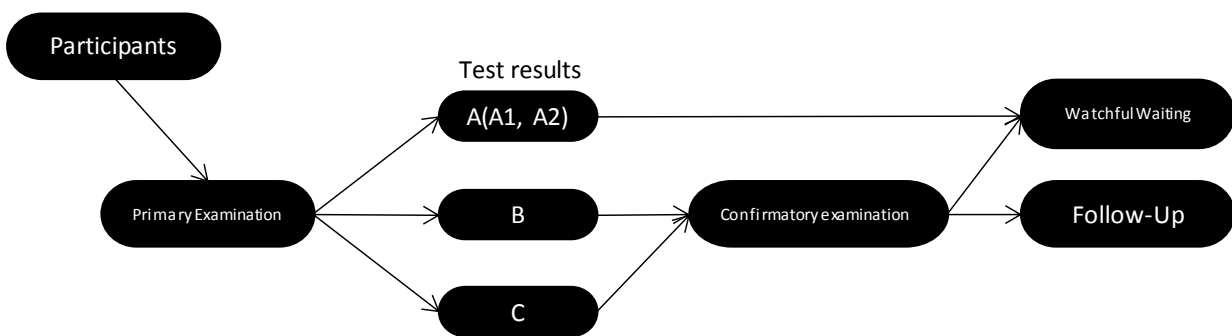 Participants
Test results
A(A1, A2)
Watchful Waiting
Primary Examination
B
Confirmatory examination
Follow-Up
C